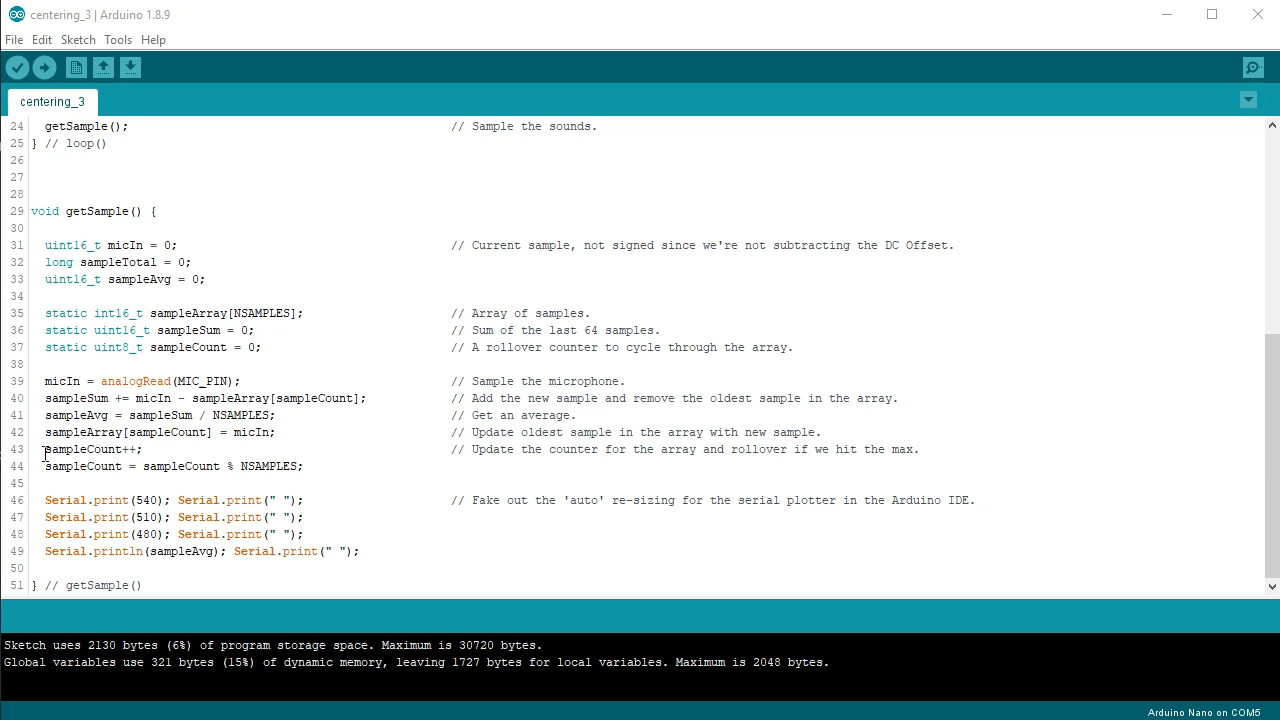 centering_3 | Arduino 1.8.9
File Edit Sketch Tools Help
centering_3
24 getSample(); // Sample the sounds.
25 } // loop()
26
27
28
29 void getSample() {
30
31 uint16_t micIn = 0; // Current sample, not signed since we're not subtracting the DC Offset.
32 long sampleTotal = 0;
33 uint16_t sampleAvg = 0;
34
35 static int16_t sampleArray[NSAMPLES]; // Array of samples.
36 static uint16_t sampleSum = 0; // Sum of the last 64 samples.
37 static uint8_t sampleCount = 0; // A rollover counter to cycle through the array.
38
39 micIn = analogRead(MIC_PIN); // Sample the microphone.
40 sampleSum += micIn - sampleArray[sampleCount]; // Add the new sample and remove the oldest sample in the array.
41 sampleAvg = sampleSum / NSAMPLES; // Get an average.
42 sampleArray[sampleCount] = micIn; // Update oldest sample in the array with new sample.
43 sampleCount++; // Update the counter for the array and rollover if we hit the max.
44 sampleCount = sampleCount % NSAMPLES;
45
46 Serial.print(540); Serial.print(" "); // Fake out the 'auto' re-sizing for the serial plotter in the Arduino IDE.
47 Serial.print(510); Serial.print(" ");
48 Serial.print(480); Serial.print(" ");
49 Serial.println(sampleAvg); Serial.print(" ");
50
51 } // getSample()
Sketch uses 2130 bytes (6%) of program storage space. Maximum is 30720 bytes.
Global variables use 321 bytes (15%) of dynamic memory, leaving 1727 bytes for local variables. Maximum is 2048 bytes.
Arduino Nano on COM5